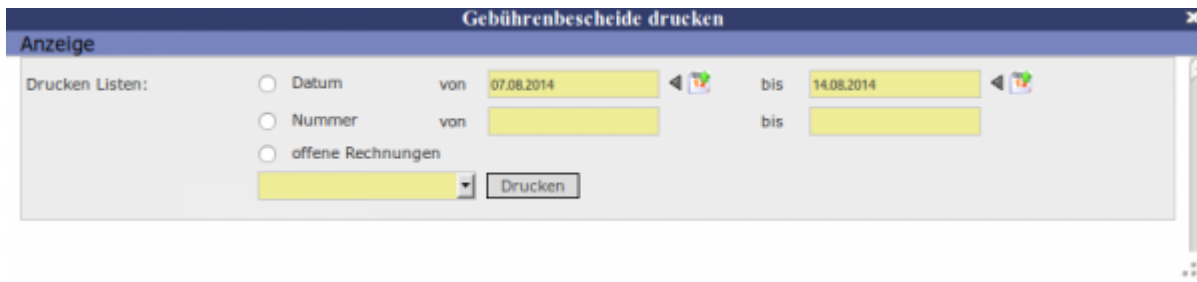 Gebührenbescheide drucken
Anzeige
Drucken Listen: Datum von 07.08.2014 bis 14.08.2014
Nummer von bis
offene Rechnungen
Drucken